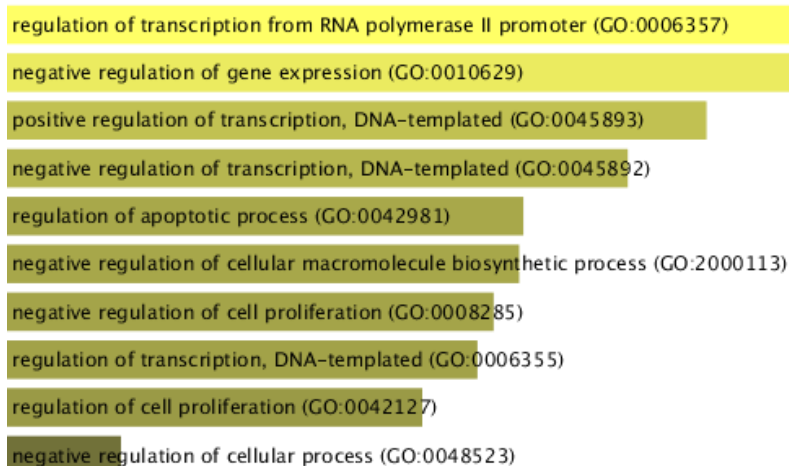 regulation of transcription from RNA polymerase II promoter (GO:0006357)
negative regulation of gene expression (GO:0010629)
positive regulation of transcription, DNA-templated (GO:0045893)
negative regulation of transcription, DNA-templated (GO:0045892)
regulation of apoptotic process (GO:0042981)
negative regulation of cellular macromolecule biosynthetic process (GO:2000113)
negative regulation of cell proliferation (GO:0008285)
regulation of transcription, DNA-templated (GO:0006355)
regulation of cell proliferation (GO:0042127)
negative regulation of cellular process (GO:0048523)